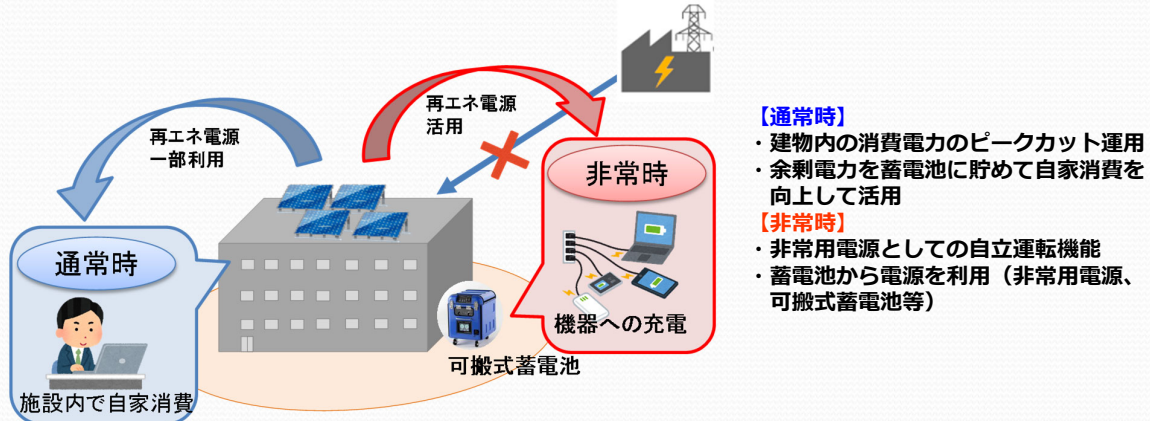 再エネ電源
一部利用
再エネ電源
活用
通常時
施設内で自家消費
非常時
機器への充電
可搬式蓄電池
【通常時】
・建物内の消費電力のピークカット運用
・余剰電力を蓄電池に貯めて自家消費を
向上して活用
【非常時】
・非常用電源としての自立運転機能
・蓄電池から電源を利用（非常用電源、
可搬式蓄電池等）